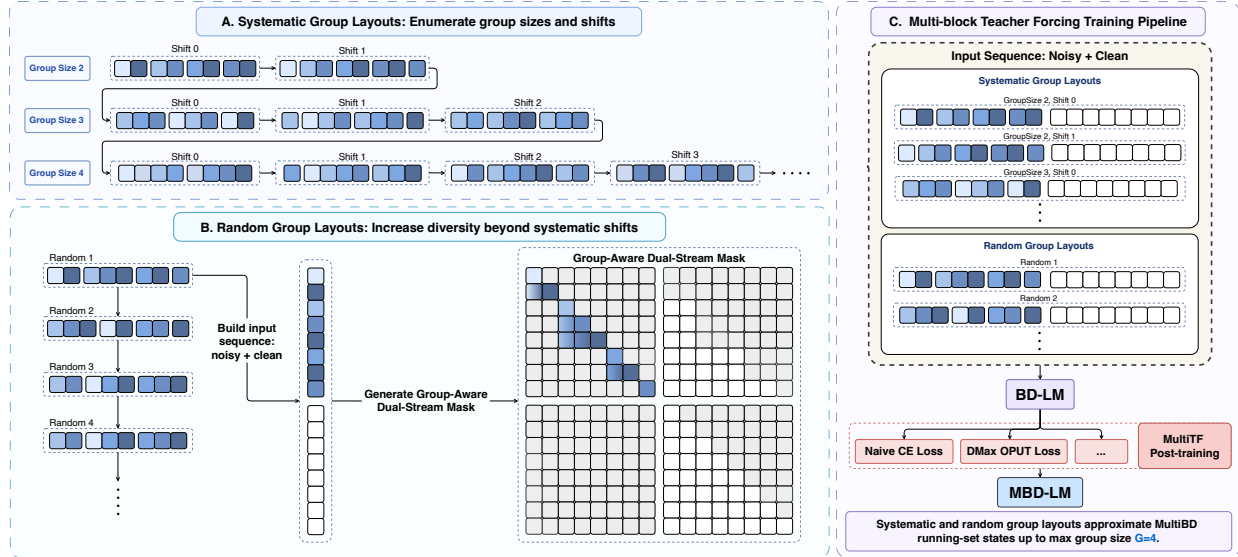 A. Systematic Group Layouts: Enumerate group sizes and shifts
Group Size 2
Shift 0
Shift 1
Group Size 3
Shift 0
Shift 1
Shift 2
Group Size 4
Shift 0
Shift 1
Shift 2
Shift 3
B. Random Group Layouts: Increase diversity beyond systematic shifts
Random 1
Random 2
Random 3
Random 4
Build input
sequence:
noisy + clean
Generate Group-Aware
Dual-Stream Mask
Group-Aware Dual-Stream Mask
C. Multi-block Teacher Forcing Training Pipeline
Input Sequence: Noisy + Clean
Systematic Group Layouts
GroupSize 2, Shift 0
GroupSize 2, Shift 1
GroupSize 3, Shift 0
Random Group Layouts
Random 1
Random 2
BD-LM
Naive CE Loss
DMax OPUT Loss
...
MultiTF
Post-training
MBD-LM
Systematic and random group layouts approximate MultiBD
running-set states up to max group size G=4.